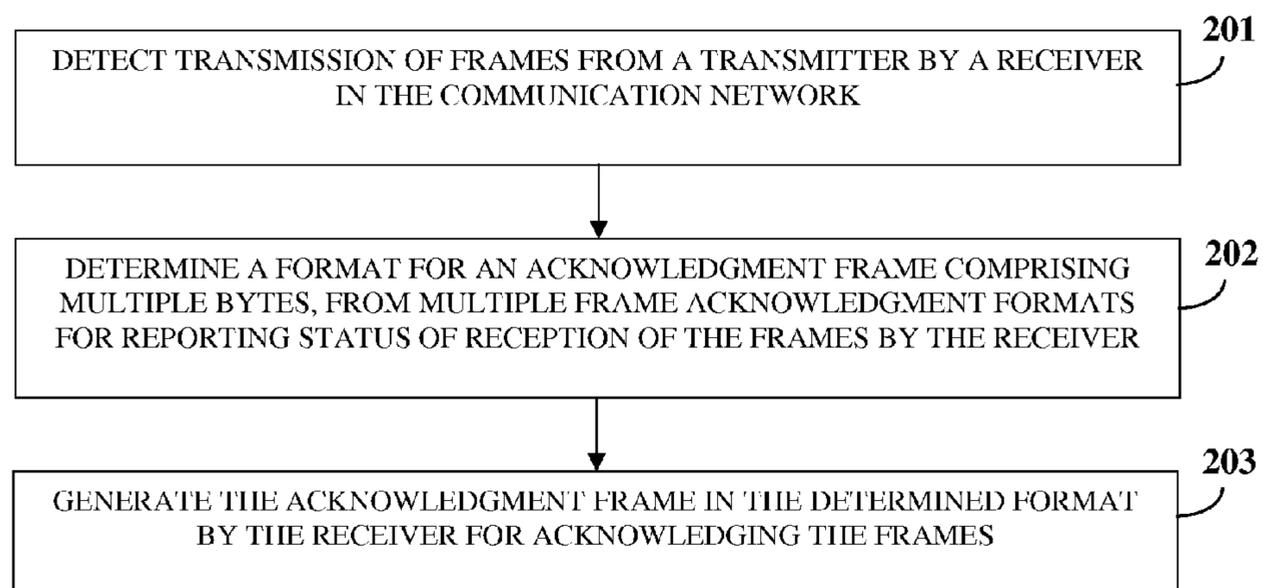 201
DETECT TRANSMISSION OF FRAMES FROM A TRANSMITTER BY A RECEIVER
IN THE COMMUNICATION NETWORK
202
DETERMINE A FORMAT FOR AN ACKNOWLEDGMENT FRAME COMPRISING
MULTIPLE BYTES, FROM MULTIPLE FRAME ACKNOWLEDGMENT FORMATS
FOR REPORTING STATUS OF RECEPTION OF THE FRAMES BY THE RECEIVER
203
GENERATE THE ACKNOWLEDGMENT FRAME IN THE DETERMINED FORMAT
BY THE RECEIVER FOR ACKNOWLEDGING THE FRAMES